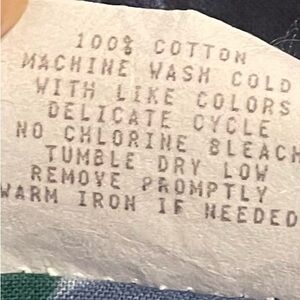 100% COTTON
MACHINE WASH COLD
WITH LIKE COLORS
DELICATE CYCLE
NO CHLORINE BLEACH
TUMBLE DRY LOW
REMOVE PROMPTLY
WARM IRON IF NEEDED